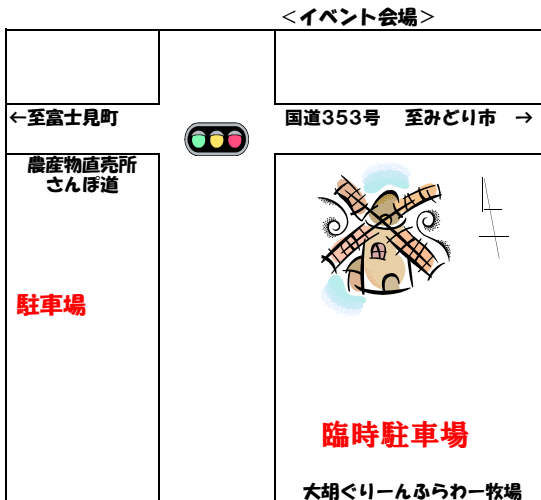 ＜イベント会場＞
←至富士見町
国道353号　至みどり市　→
農産物直売所
さんぽ道
駐車場
臨時駐車場
大胡ぐりーんふらわー牧場